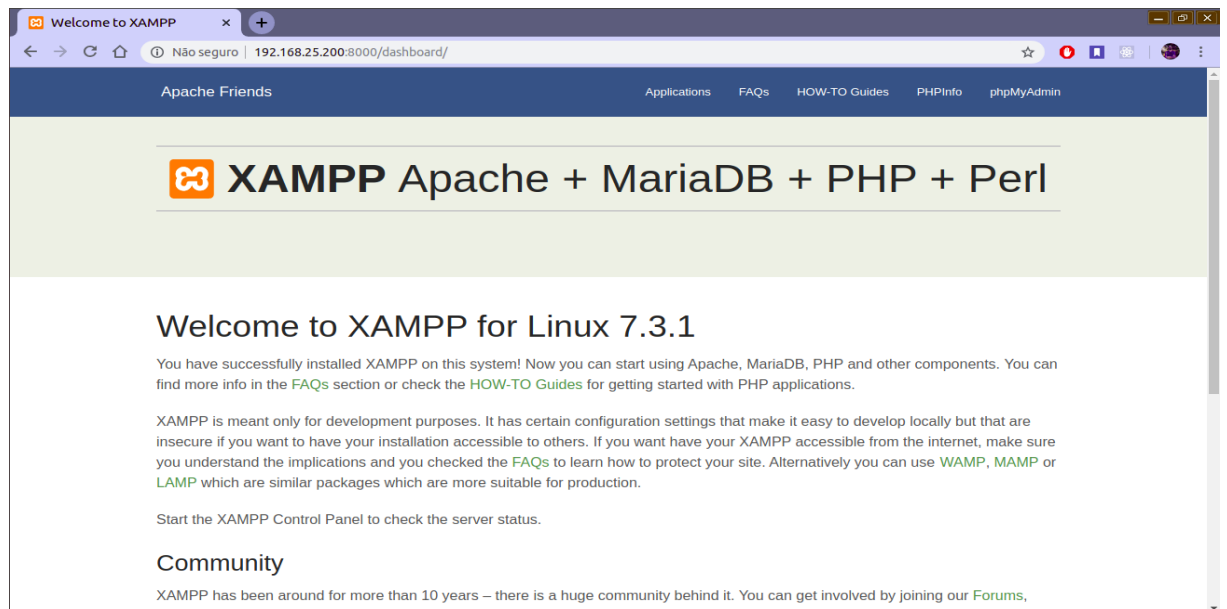 Welcome to XAMPP
Não seguro | 192.168.25.200:8000/dashboard/
Apache Friends
Applications FAQs HOW-TO Guides PHPInfo phpMyAdmin
XAMPP Apache + MariaDB + PHP + Perl
Welcome to XAMPP for Linux 7.3.1
You have successfully installed XAMPP on this system! Now you can start using Apache, MariaDB, PHP and other components. You can
find more info in the FAQs section or check the HOW-TO Guides for getting started with PHP applications.
XAMPP is meant only for development purposes. It has certain configuration settings that make it easy to develop locally but that are
insecure if you want to have your installation accessible to others. If you want have your XAMPP accessible from the internet, make sure
you understand the implications and you checked the FAQs to learn how to protect your site. Alternatively you can use WAMP, MAMP or
LAMP which are similar packages which are more suitable for production.
Start the XAMPP Control Panel to check the server status.
Community
XAMPP has been around for more than 10 years – there is a huge community behind it. You can get involved by joining our Forums,